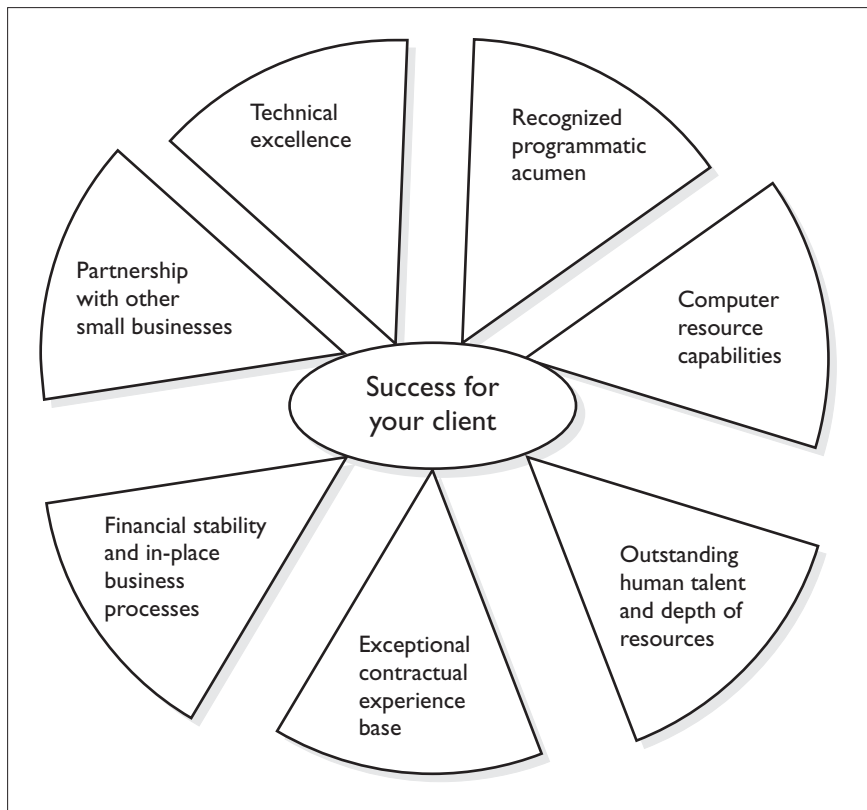 Technical
excellence
Recognized
programmatic
acumen
Computer
resource
capabilities
Outstanding
human talent
and depth of
resources
Exceptional
contractual
experience
base
Financial stability
and in-place
business
processes
Partnership
with other
small businesses
Success for
your client